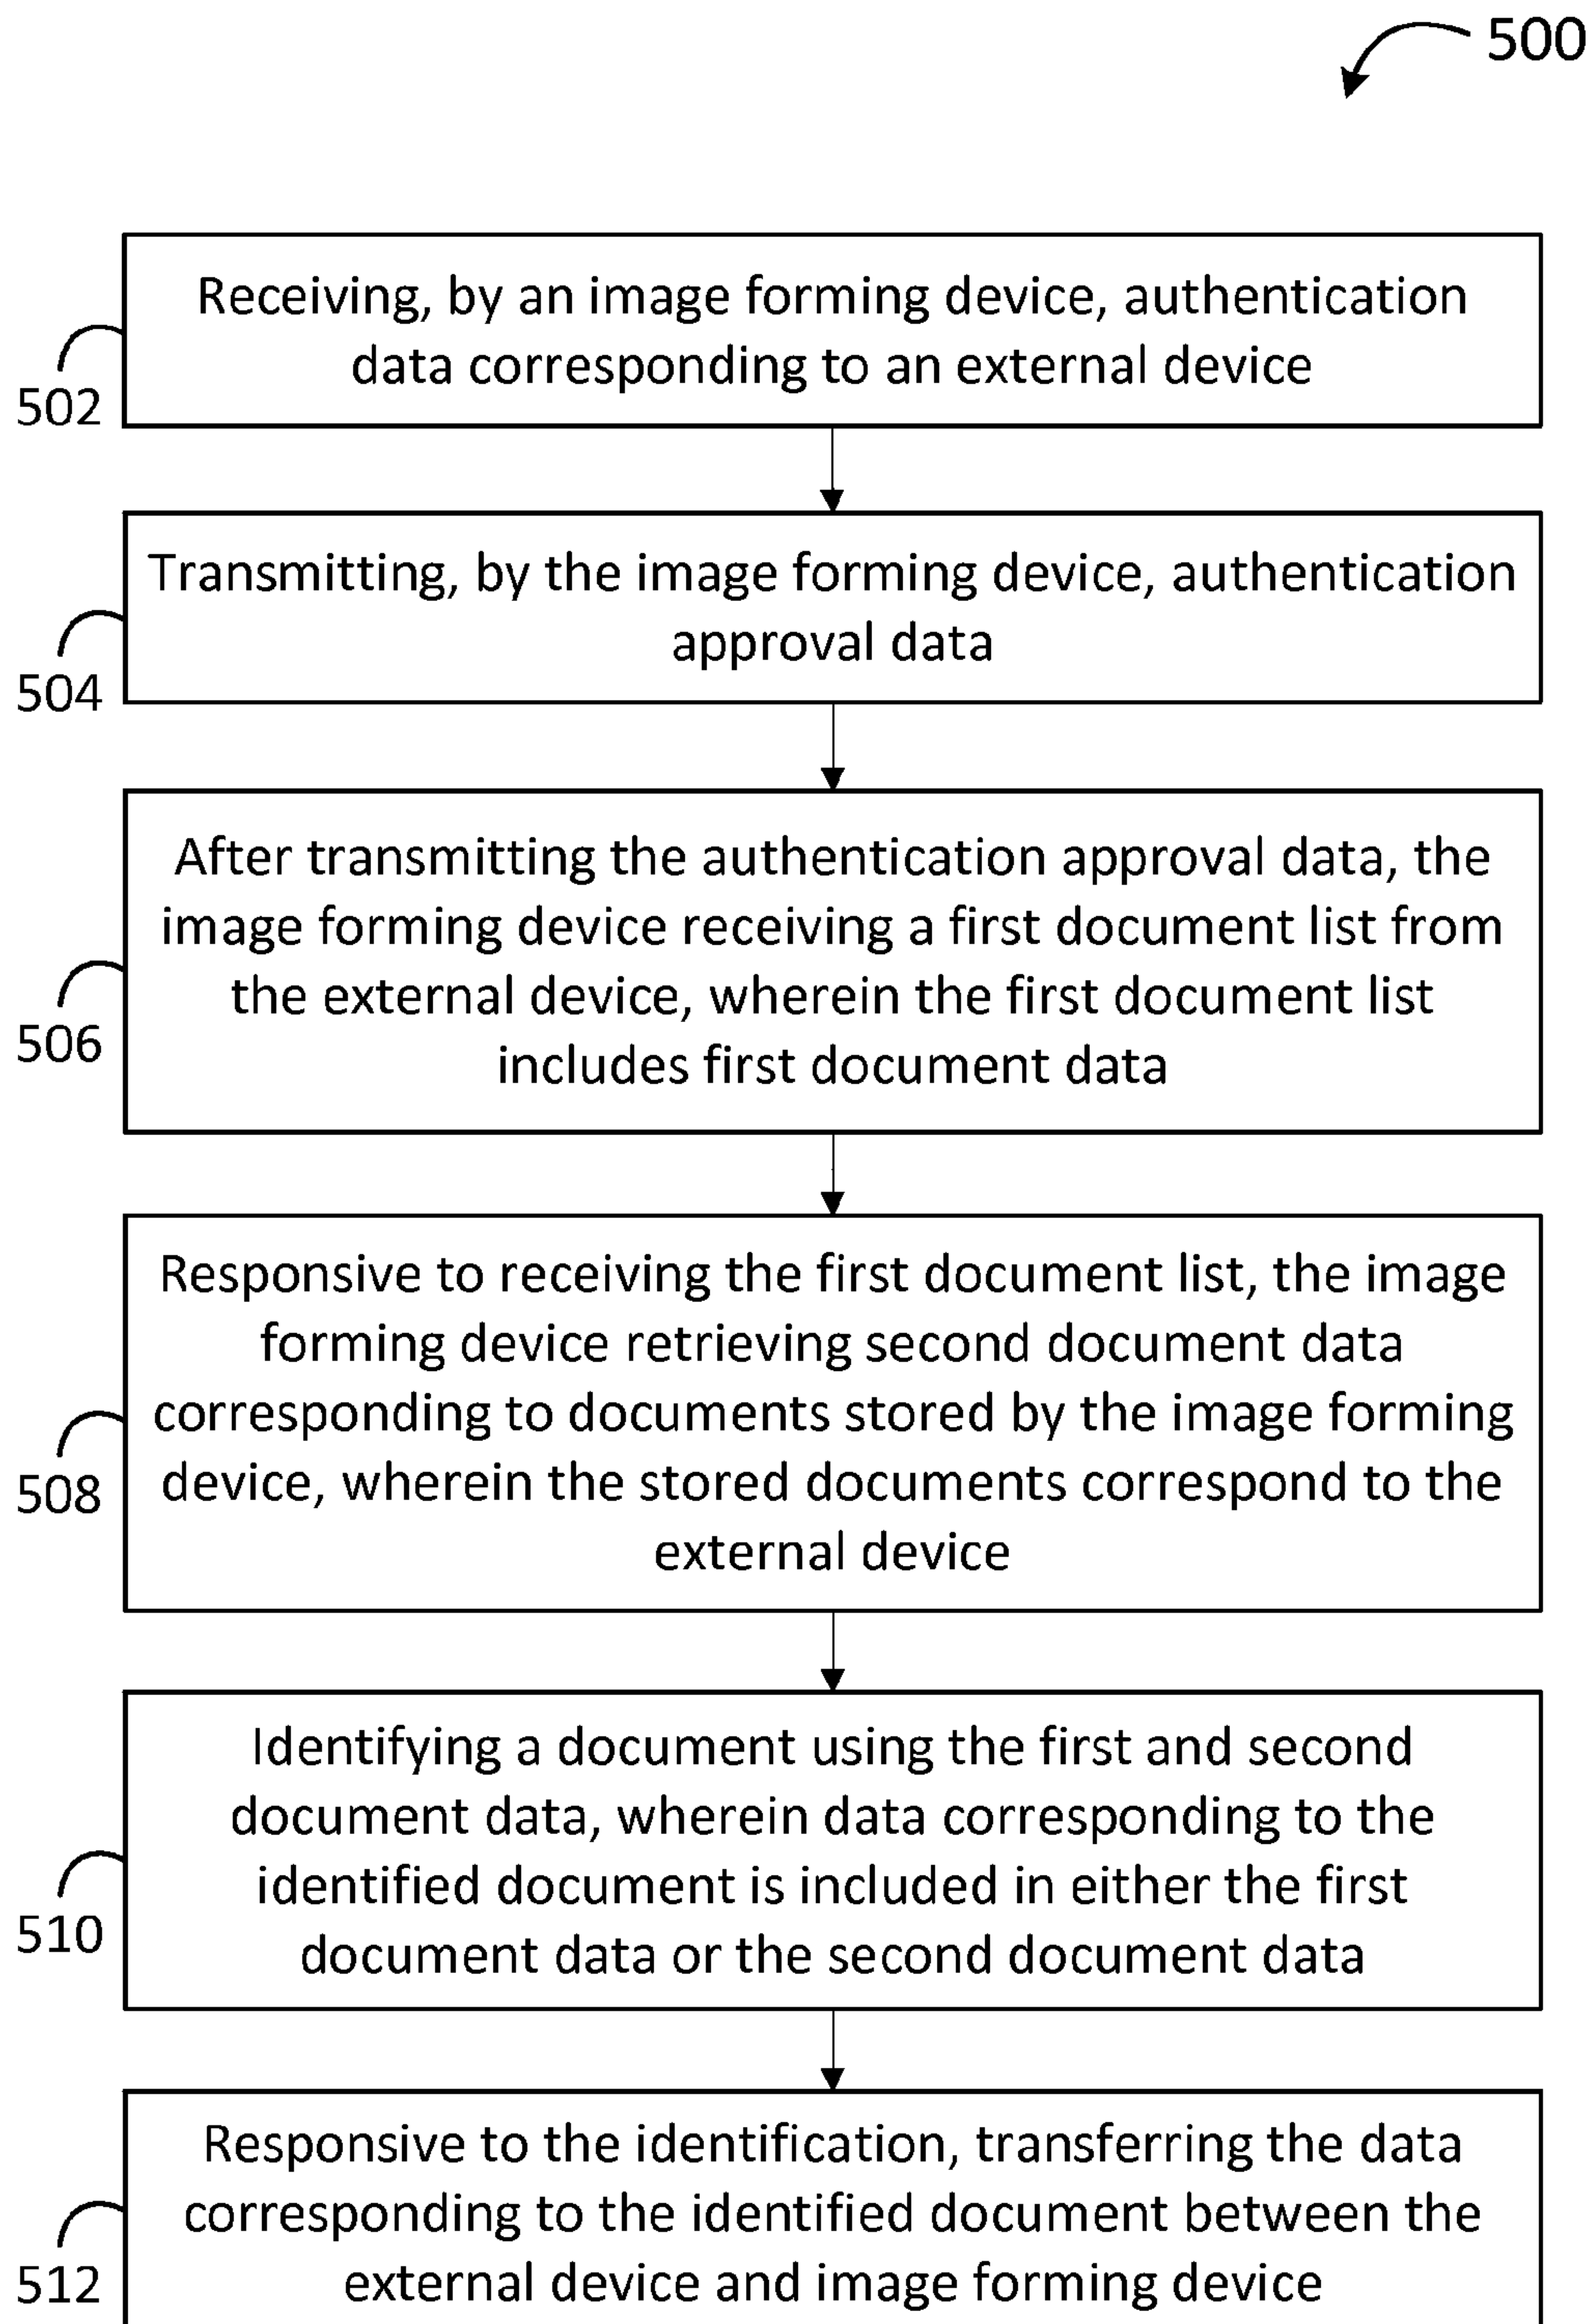 500
Receiving, by an image forming device, authentication
data corresponding to an external device
502
Transmitting, by the image forming device, authentication
approval data
504
After transmitting the authentication approval data, the
image forming device receiving a first document list from
the external device, wherein the first document list
includes first document data
506
Responsive to receiving the first document list, the image
forming device retrieving second document data
corresponding to documents stored by the image forming
device, wherein the stored documents correspond to the
external device
508
Identifying a document using the first and second
document data, wherein data corresponding to the
identified document is included in either the first
document data or the second document data
510
Responsive to the identification, transferring the data
corresponding to the identified document between the
external device and image forming device
512